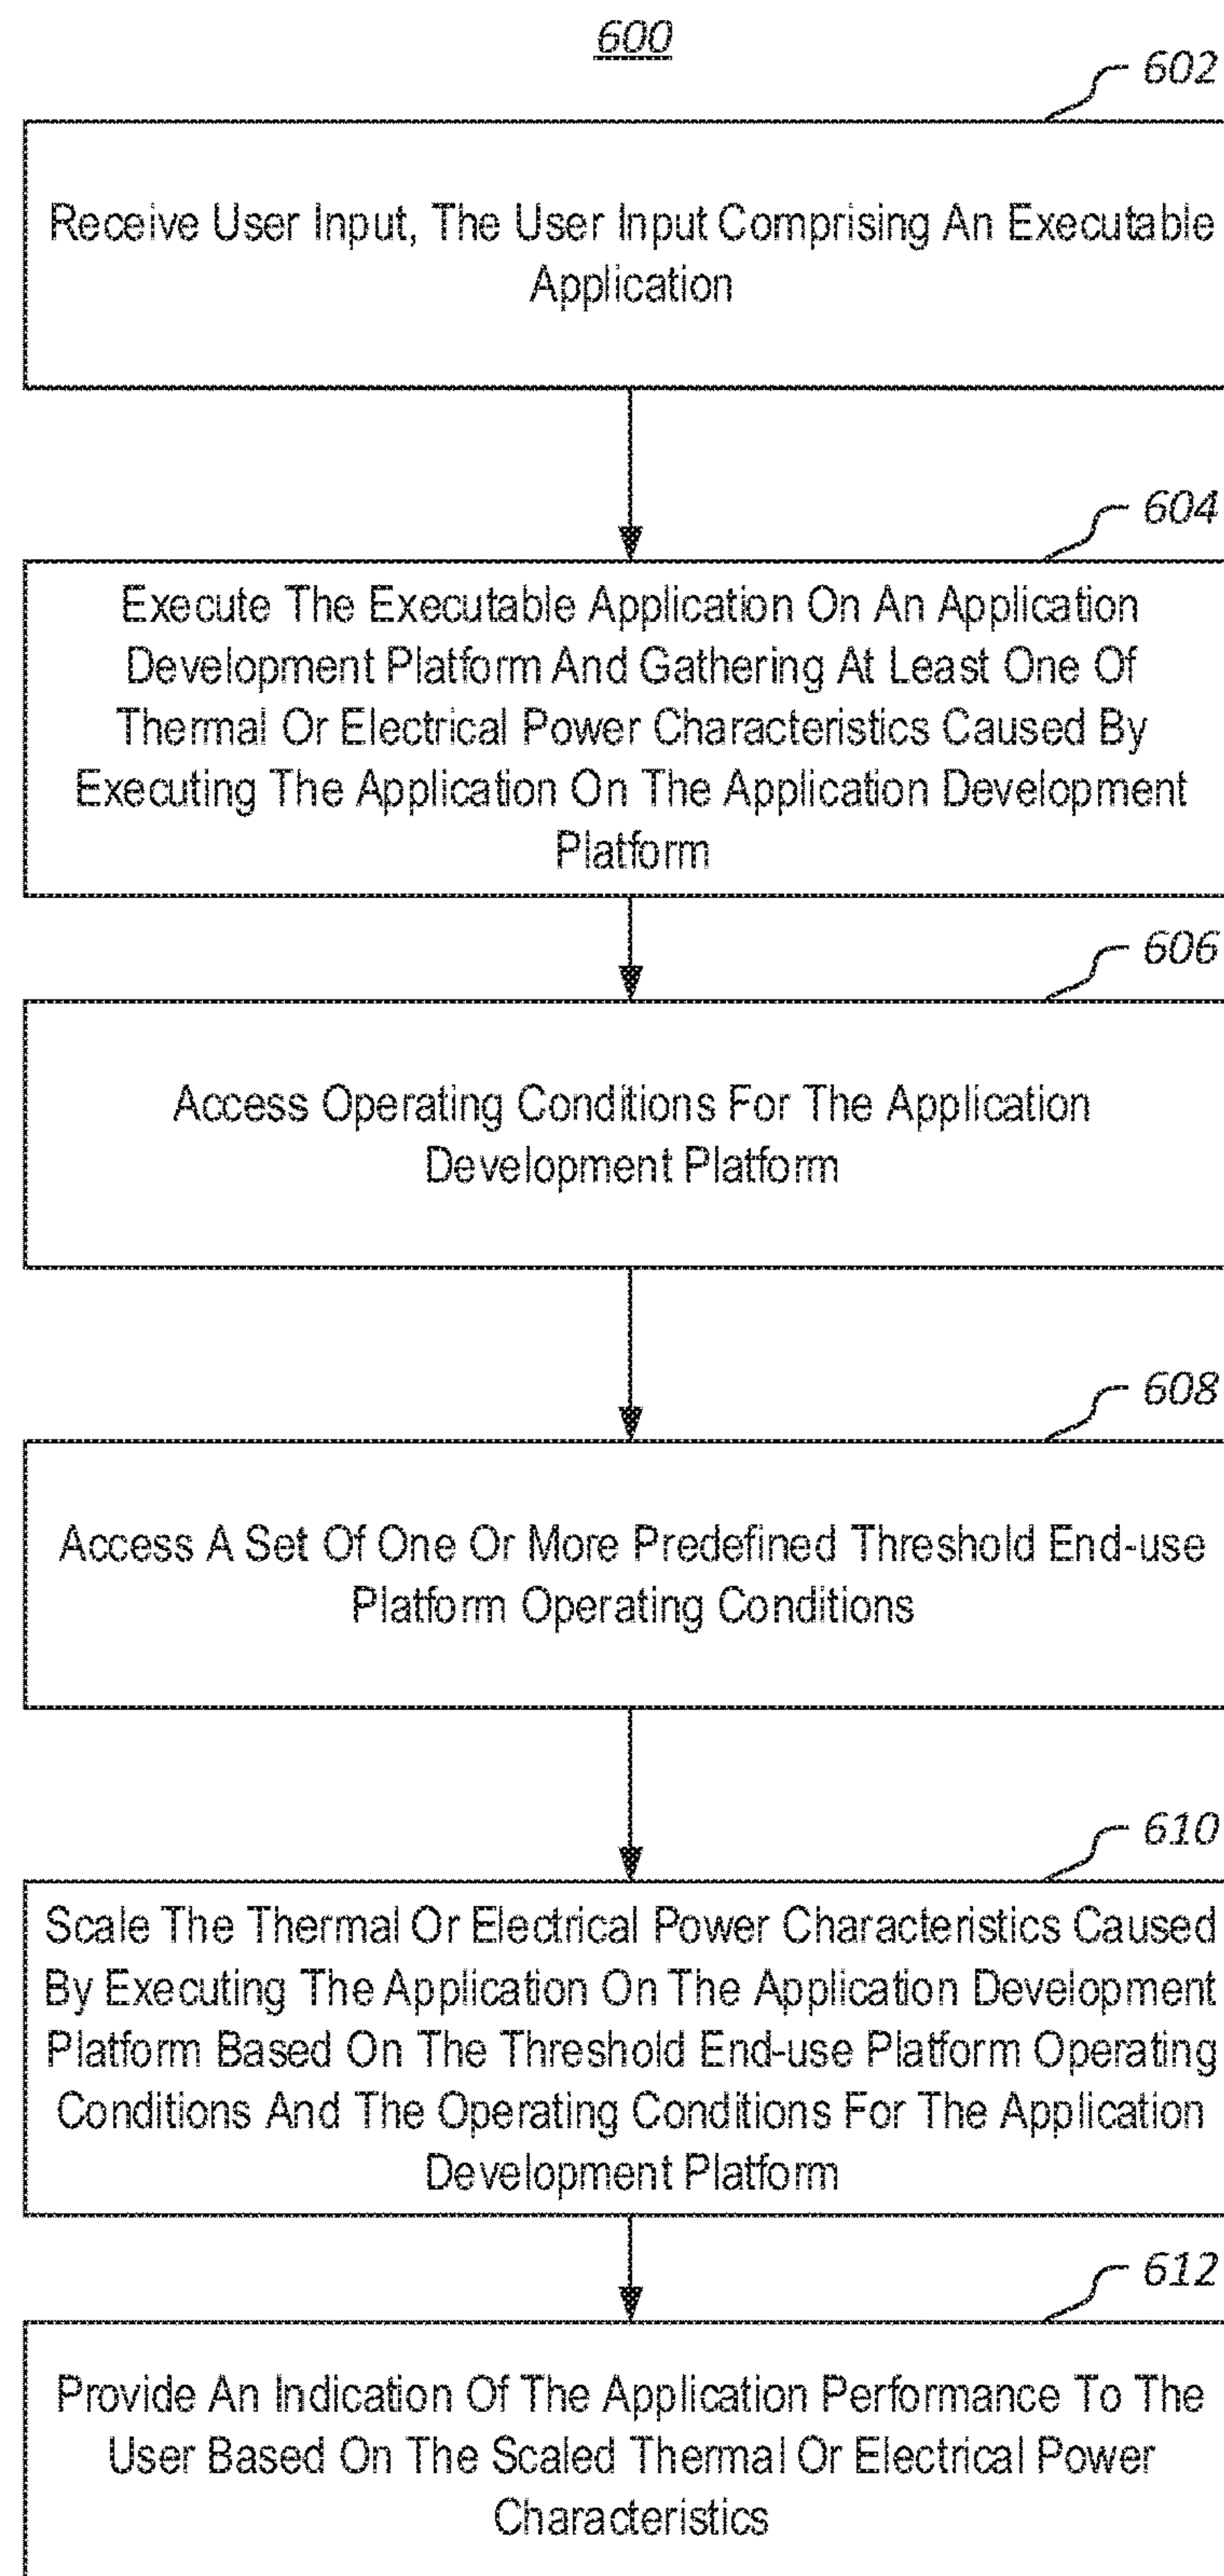 600
602
Receive User Input, The User Input Comprising An Executable
Application
604
Execute The Executable Application On An Application
Development Platform And Gathering At Least One Of
Thermal Or Electrical Power Characteristics Caused By
Executing The Application On The Application Development
Platform
606
Access Operating Conditions For The Application
Development Platform
608
Access A Set Of One Or More Predefined Threshold End-use
Platform Operating Conditions
610
Scale The Thermal Or Electrical Power Characteristics Caused
By Executing The Application On The Application Development
Platform Based On The Threshold End-use Platform Operating
Conditions And The Operating Conditions For The Application
Development Platform
612
Provide An Indication Of The Application Performance To The
User Based On The Scaled Thermal Or Electrical Power
Characteristics